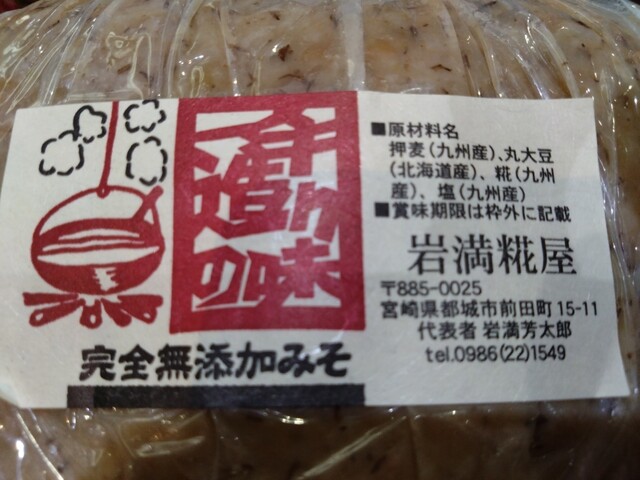 手造りの味
完全無添加みそ
■原材料名
押麦(九州産)、丸大豆
(北海道産)、糀(九州
産)、塩(九州産)
■賞味期限は枠外に記載
岩満糀屋
〒885-0025
宮崎県都城市前田町15-11
代表者 岩満芳太郎
tel.0986(22)1549